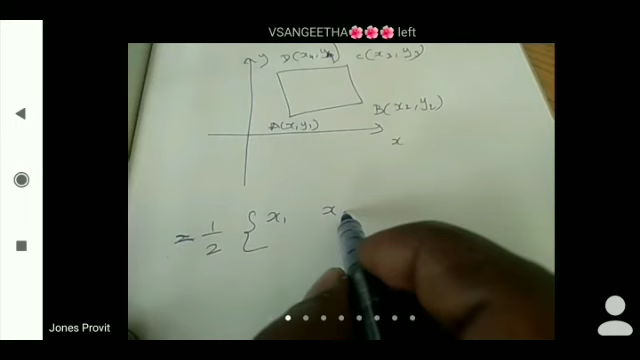 VSANGEETHA🌸🌸🌸 left
y D(x₄, y₄) C(x₃, y₃)
B(x₂, y₂)
A(x₁, y₁)
x
= 1/2 { x₁ x
Jones Provit